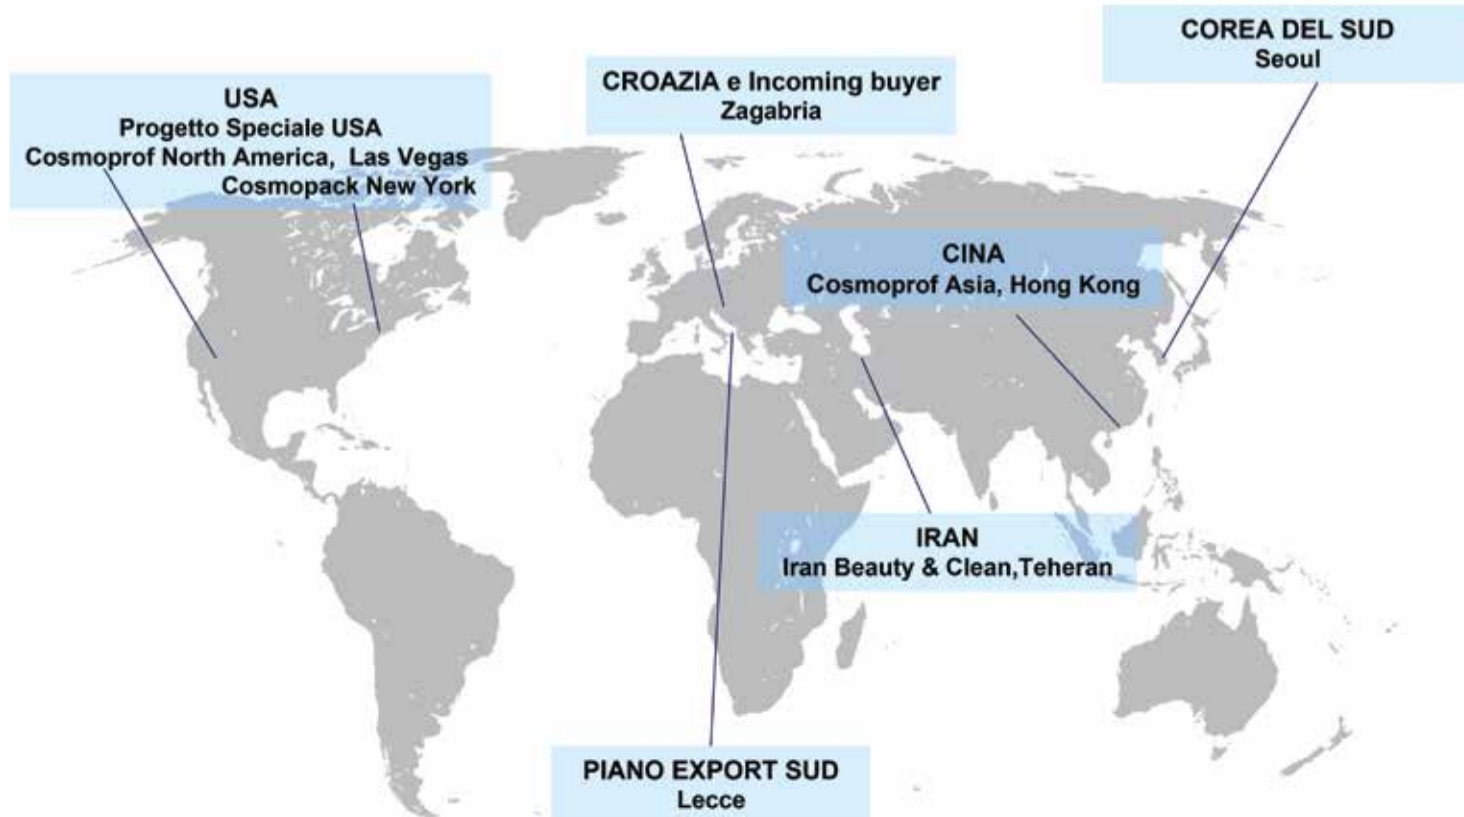 COREA DEL SUD
Seoul
USA
Progetto Speciale USA
Cosmoprof North America, Las Vegas
Cosmopack New York
CROAZIA e Incoming buyer
Zagabria
CINA
Cosmoprof Asia, Hong Kong
IRAN
Iran Beauty & Clean,Teheran
PIANO EXPORT SUD
Lecce